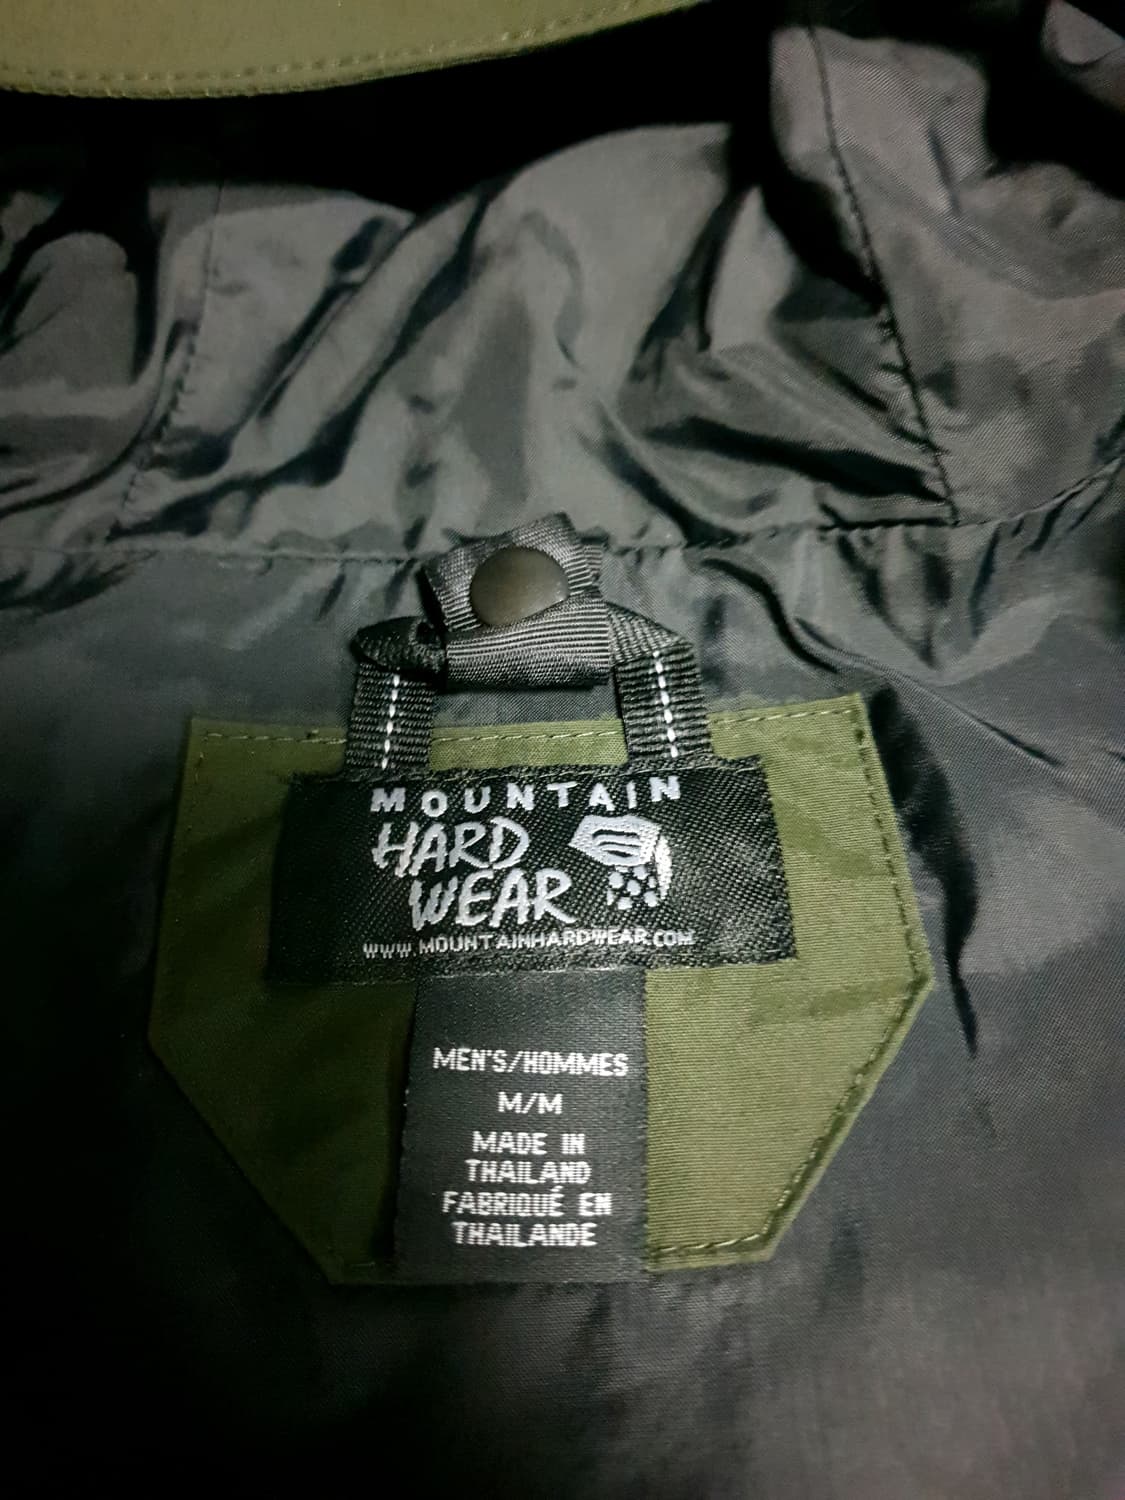 MOUNTAIN
HARD
WEAR
www.MOUNTAINHARDWEAR.COM
MEN'S/HOMMES
M/M
MADE IN
THAILAND
FABRIQUÉ EN
THAILANDE